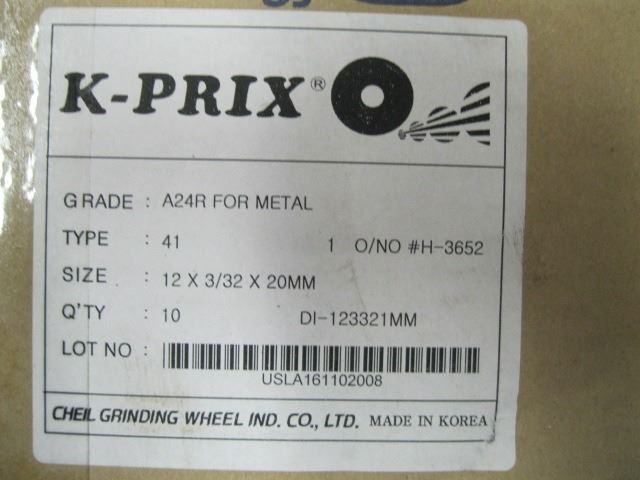 K-PRIX®
GRADE : A24R FOR METAL
TYPE : 41 1 O/NO #H-3652
SIZE : 12 X 3/32 X 20MM
Q'TY : 10 DI-123321MM
LOT NO :
USLA161102008
CHEIL GRINDING WHEEL IND. CO., LTD. MADE IN KOREA